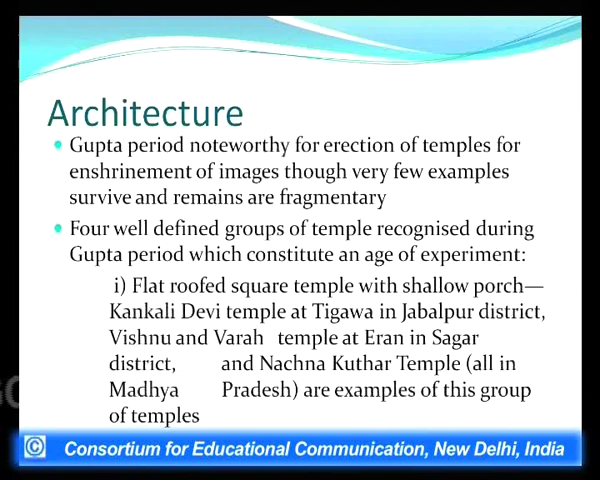 Architecture
Gupta period noteworthy for erection of temples for
enshrinement of images though very few examples
survive and remains are fragmentary
Four well defined groups of temple recognised during
Gupta period which constitute an age of experiment:
i) Flat roofed square temple with shallow porch—
Kankali Devi temple at Tigawa in Jabalpur district,
Vishnu and Varah temple at Eran in Sagar
district, and Nachna Kuthar Temple (all in
Madhya Pradesh) are examples of this group
of temples
© Consortium for Educational Communication, New Delhi, India